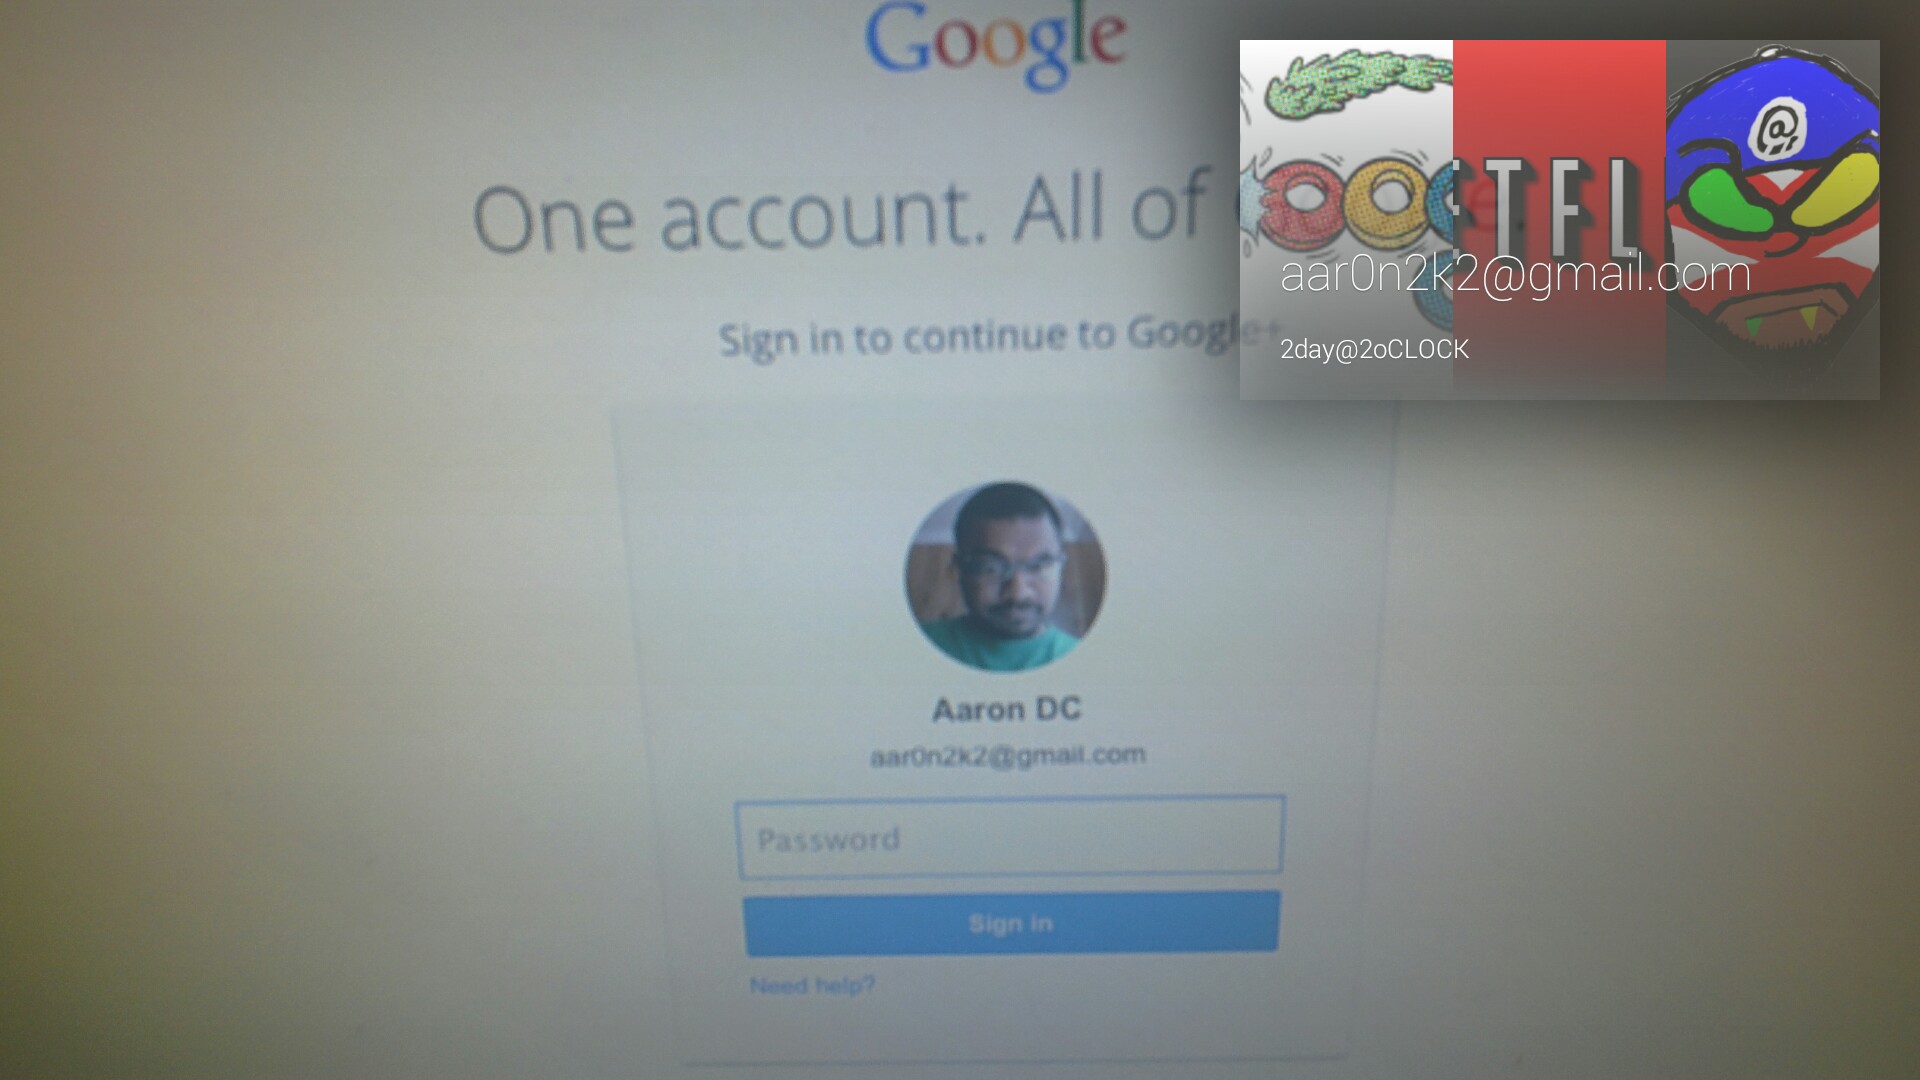 Google
One account. All of
Sign in to continue to Google+
Aaron DC
aar0n2k2@gmail.com
Password
Sign in
Need help?
TFL
@
aar0n2k2@gmail.com
2day@2oCLOCK